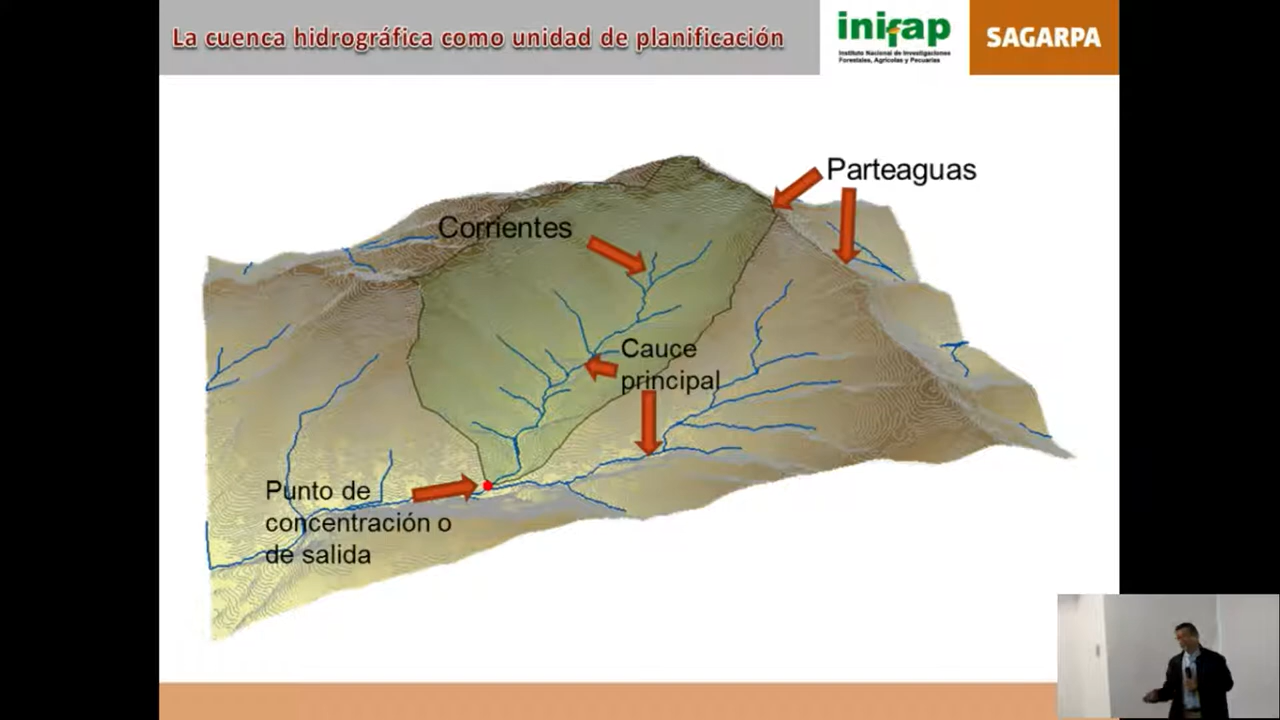 La cuenca hidrográfica como unidad de planificación
inifap
Instituto Nacional de Investigaciones
Forestales, Agrícolas y Pecuarias
SAGARPA
Parteaguas
Corrientes
Cauce
principal
Punto de
concentración o
de salida